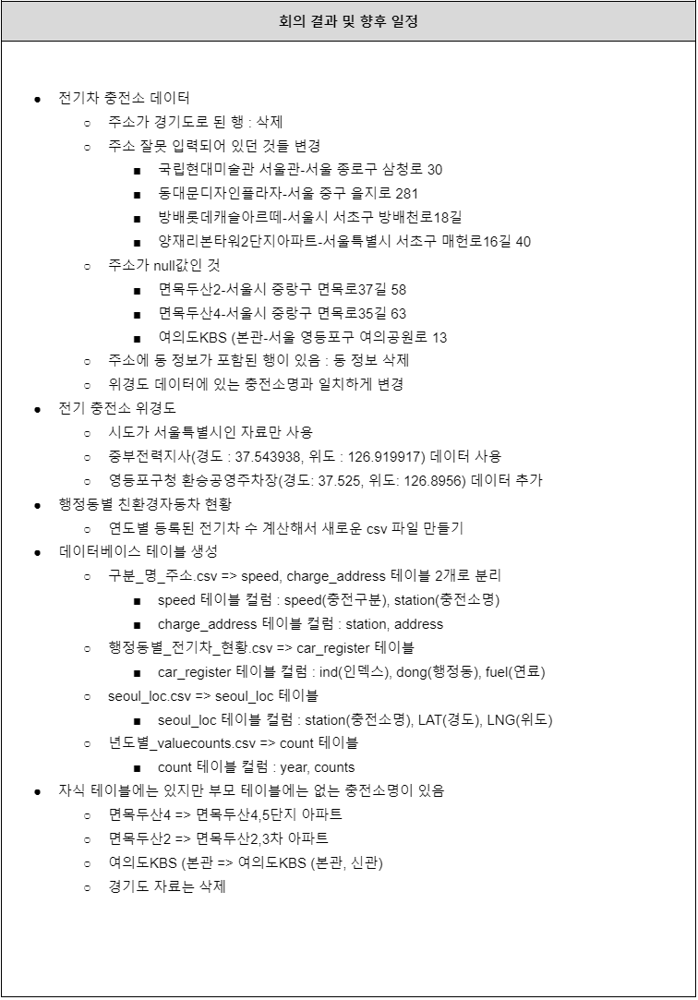 회의 결과 및 향후 일정
● 전기차 충전소 데이터
○ 주소가 경기도로 된 행 : 삭제
○ 주소 잘못 입력되어 있던 것들 변경
■ 국립현대미술관 서울관-서울 종로구 삼청로 30
■ 동대문디자인플라자-서울 중구 을지로 281
■ 방배롯데캐슬아르떼-서울시 서초구 방배천로18길
■ 양재리본타워2단지아파트-서울특별시 서초구 매헌로16길 40
○ 주소가 null값인 것
■ 면목두산2-서울시 중랑구 면목로37길 58
■ 면목두산4-서울시 중랑구 면목로35길 63
■ 여의도KBS (본관-서울 영등포구 여의공원로 13
○ 주소에 동 정보가 포함된 행이 있음 : 동 정보 삭제
○ 위경도 데이터에 있는 충전소명과 일치하게 변경
● 전기 충전소 위경도
○ 시도가 서울특별시인 자료만 사용
○ 중부전력지사(경도 : 37.543938, 위도 : 126.919917) 데이터 사용
○ 영등포구청 환승공영주차장(경도: 37.525, 위도: 126.8956) 데이터 추가
● 행정동별 친환경자동차 현황
○ 연도별 등록된 전기차 수 계산해서 새로운 csv 파일 만들기
● 데이터베이스 테이블 생성
○ 구분_명_주소.csv => speed, charge_address 테이블 2개로 분리
■ speed 테이블 컬럼 : speed(충전구분), station(충전소명)
■ charge_address 테이블 컬럼 : station, address
○ 행정동별_전기차_현황.csv => car_register 테이블
■ car_register 테이블 컬럼 : ind(인덱스), dong(행정동), fuel(연료)
○ seoul_loc.csv => seoul_loc 테이블
■ seoul_loc 테이블 컬럼 : station(충전소명), LAT(경도), LNG(위도)
○ 년도별_valuecounts.csv => count 테이블
■ count 테이블 컬럼 : year, counts
● 자식 테이블에는 있지만 부모 테이블에는 없는 충전소명이 있음
○ 면목두산4 => 면목두산4,5단지 아파트
○ 면목두산2 => 면목두산2,3차 아파트
○ 여의도KBS (본관 => 여의도KBS (본관, 신관)
○ 경기도 자료는 삭제